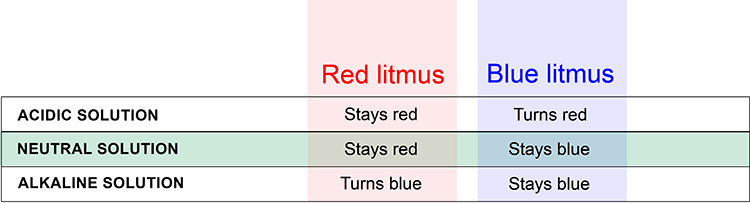 Red litmus Blue litmus
ACIDIC SOLUTION Stays red Turns red
NEUTRAL SOLUTION Stays red Stays blue
ALKALINE SOLUTION Turns blue Stays blue